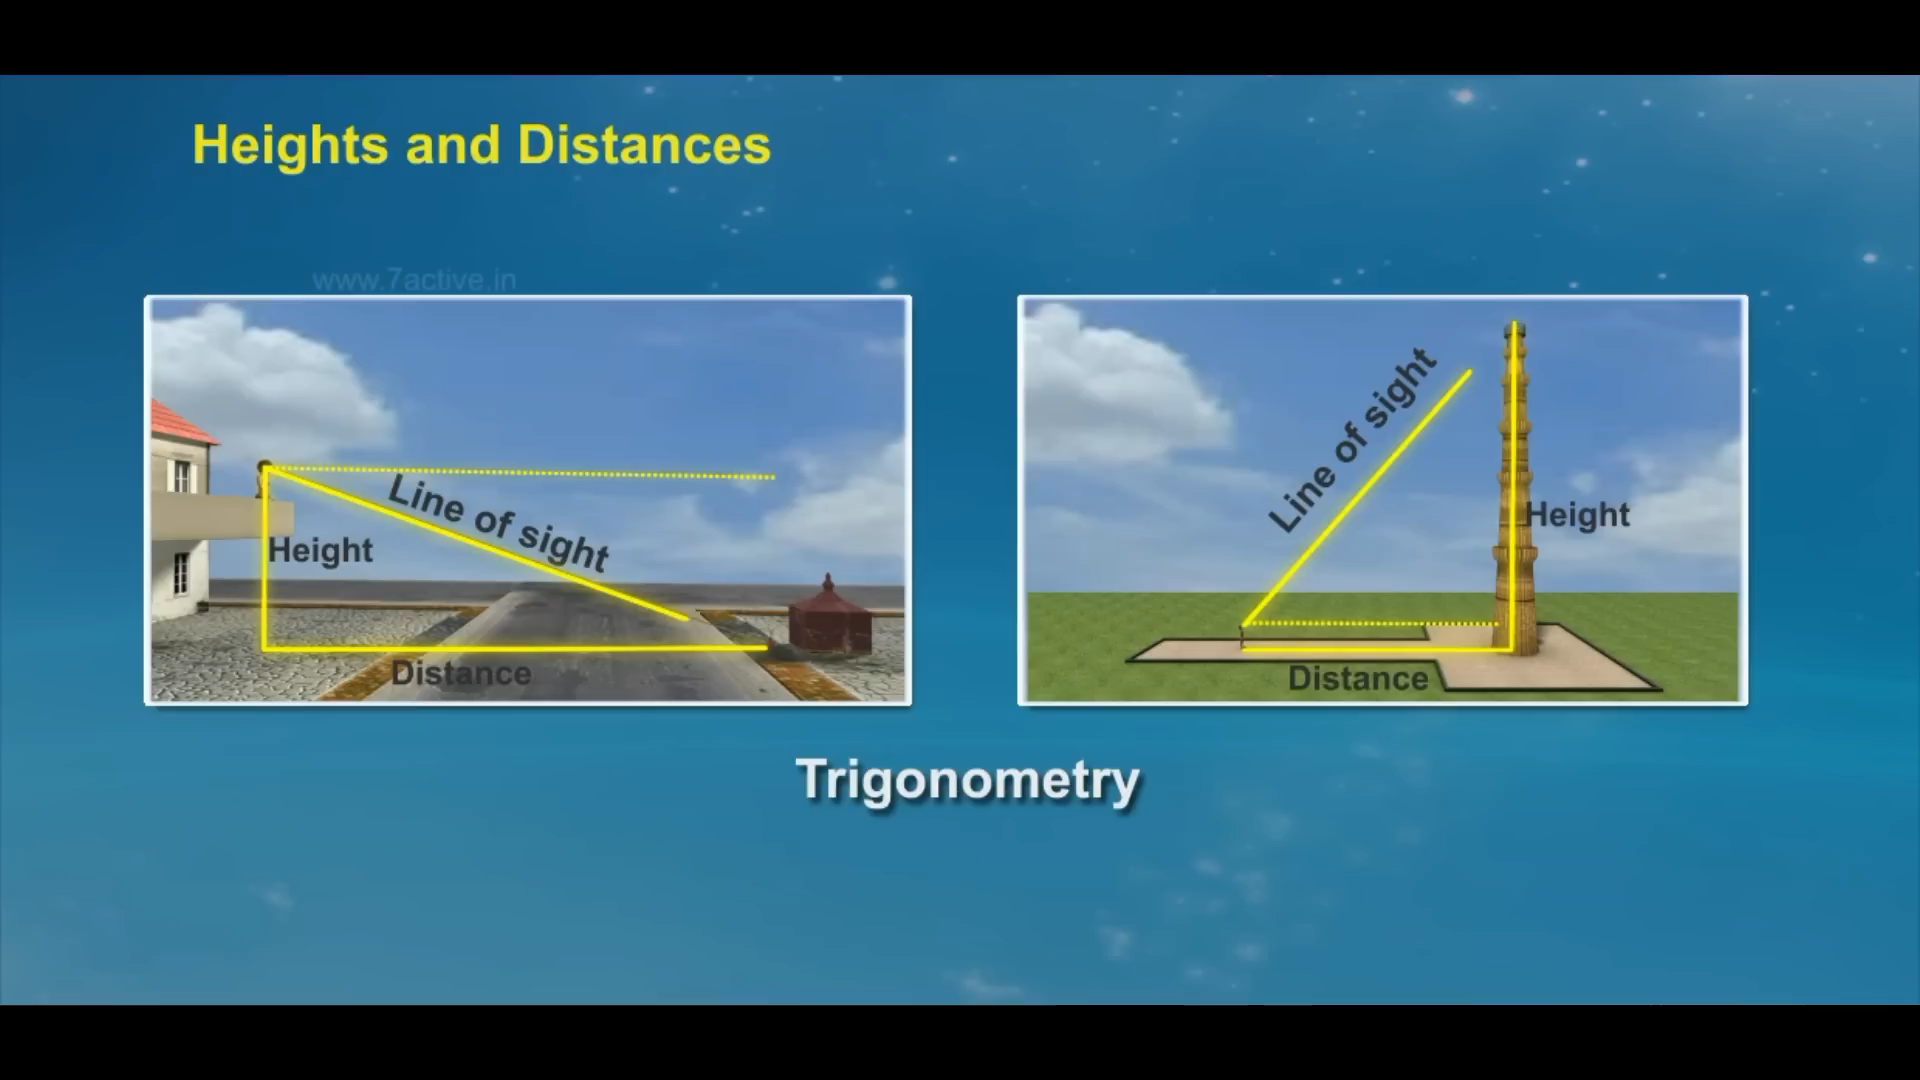 Heights and Distances
www.7active.in
Line of sight
Height
Distance
Line of sight
Height
Distance
Trigonometry